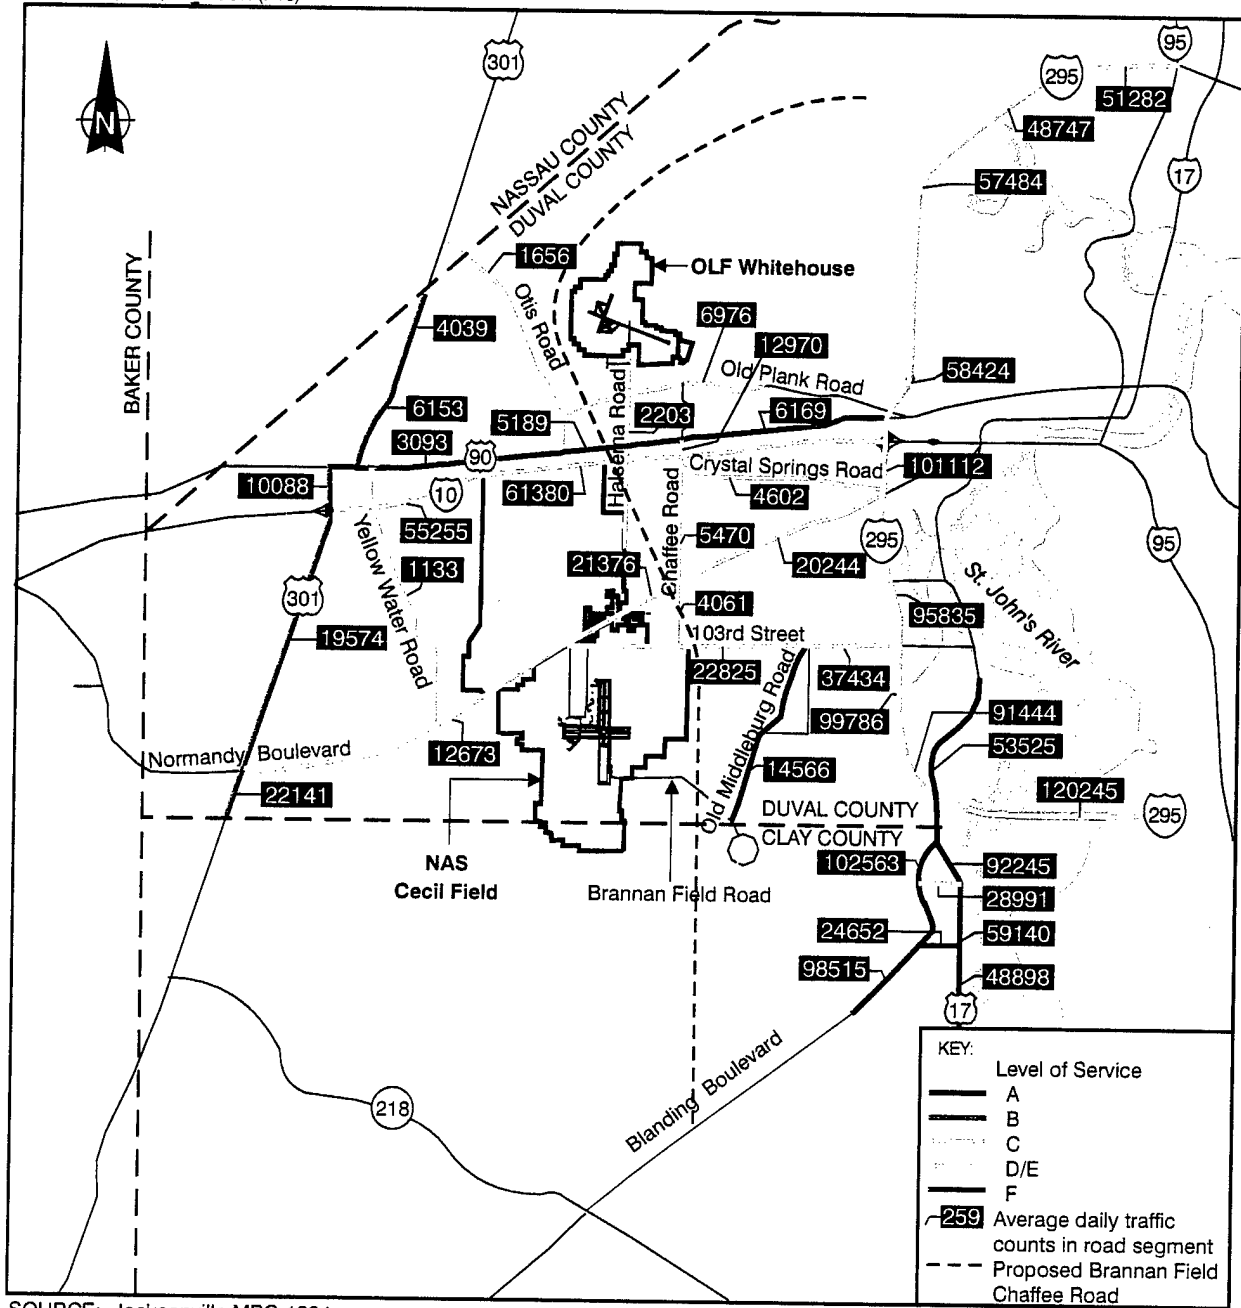 301
95
295
51282
48747
N
17
NASSAU COUNTY
DUVAL COUNTY
57484
BAKER COUNTY
1656
OLF Whitehouse
Otis Road
4039
6976
12970
Old Plank Road
58424
6153
5189
2203
6169
3093
90
Halsema Road
Crystal Springs Road
101112
10088
10
61380
4602
55255
Chaffee Road
5470
295
95
Yellow Water Road
1133
21376
20244
St. John's River
301
4061
95835
19574
103rd Street
22825
37434
Old Middleburg Road
99786
91444
Normandy Boulevard
12673
53525
14566
22141
120245
295
DUVAL COUNTY
CLAY COUNTY
NAS
Cecil Field
Brannan Field Road
102563
92245
28991
24652
59140
98515
48898
17
Blanding Boulevard
218
KEY:
Level of Service
A
B
C
D/E
F
259 Average daily traffic
counts in road segment
Proposed Brannan Field
Chaffee Road